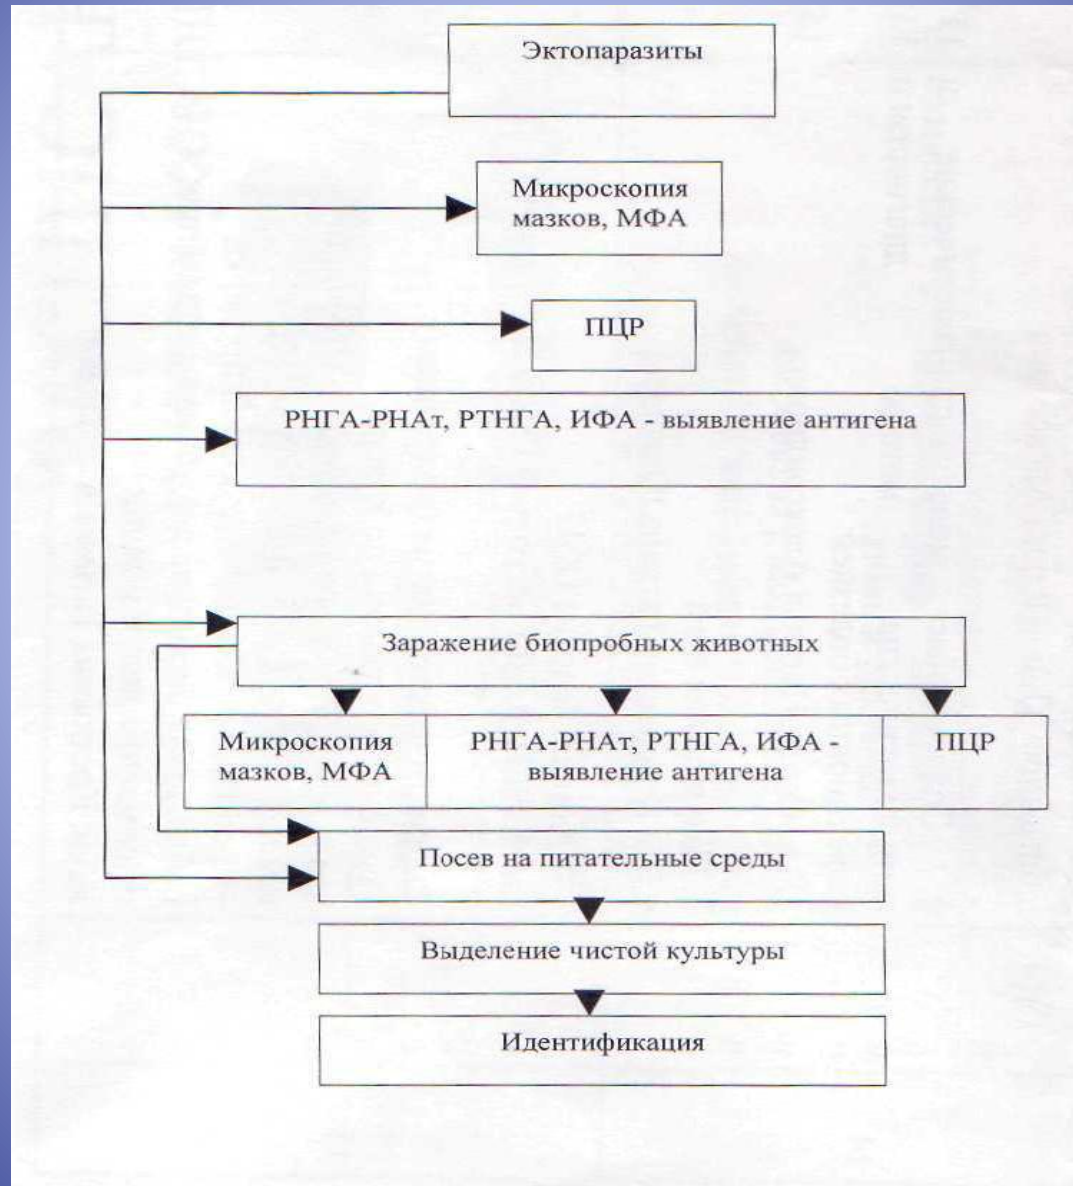 Эктопаразиты
Микроскопия
мазков, МФА
ПЦР
РНГА-РНАт, РТНГА, ИФА - выявление антигена
Заражение биопробных животных
Микроскопия
мазков, МФА
РНГА-РНАт, РТНГА, ИФА -
выявление антигена
ПЦР
Посев на питательные среды
Выделение чистой культуры
Идентификация